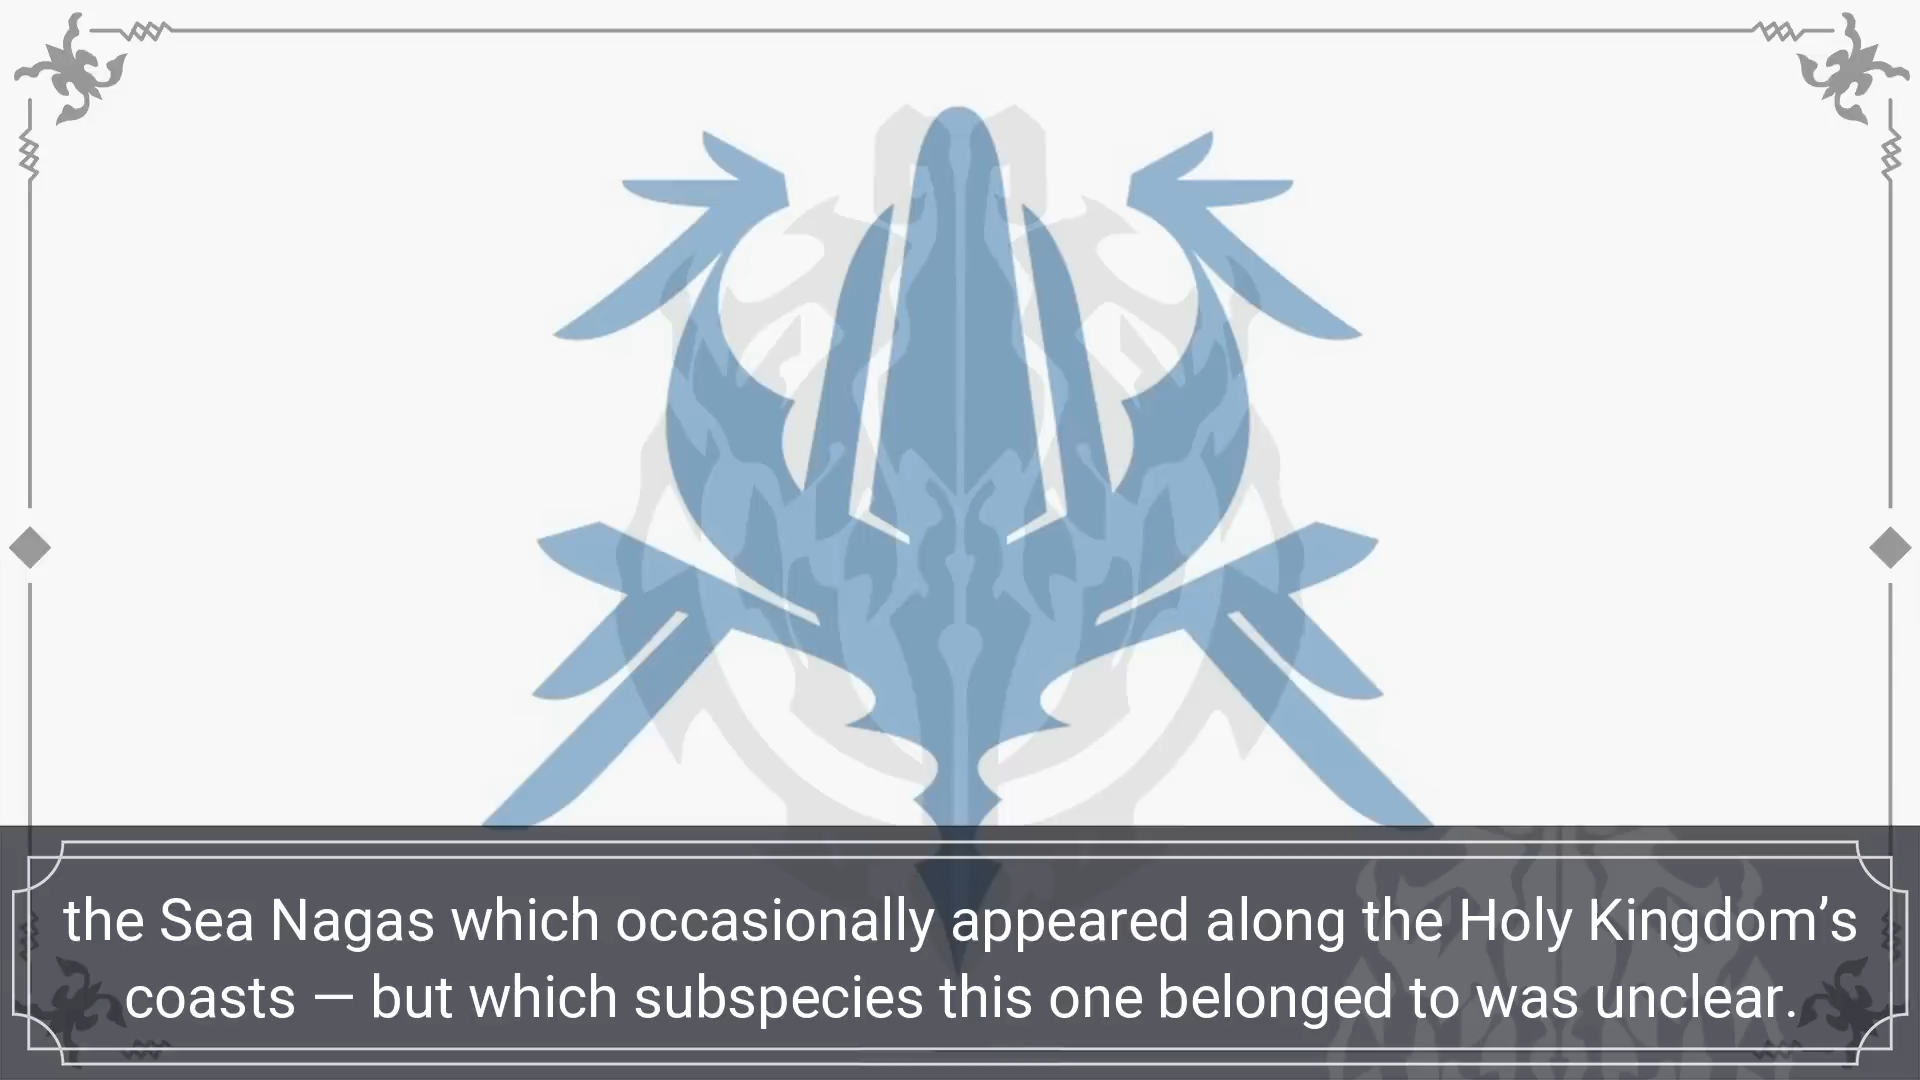 the Sea Nagas which occasionally appeared along the Holy Kingdom’s
coasts — but which subspecies this one belonged to was unclear.